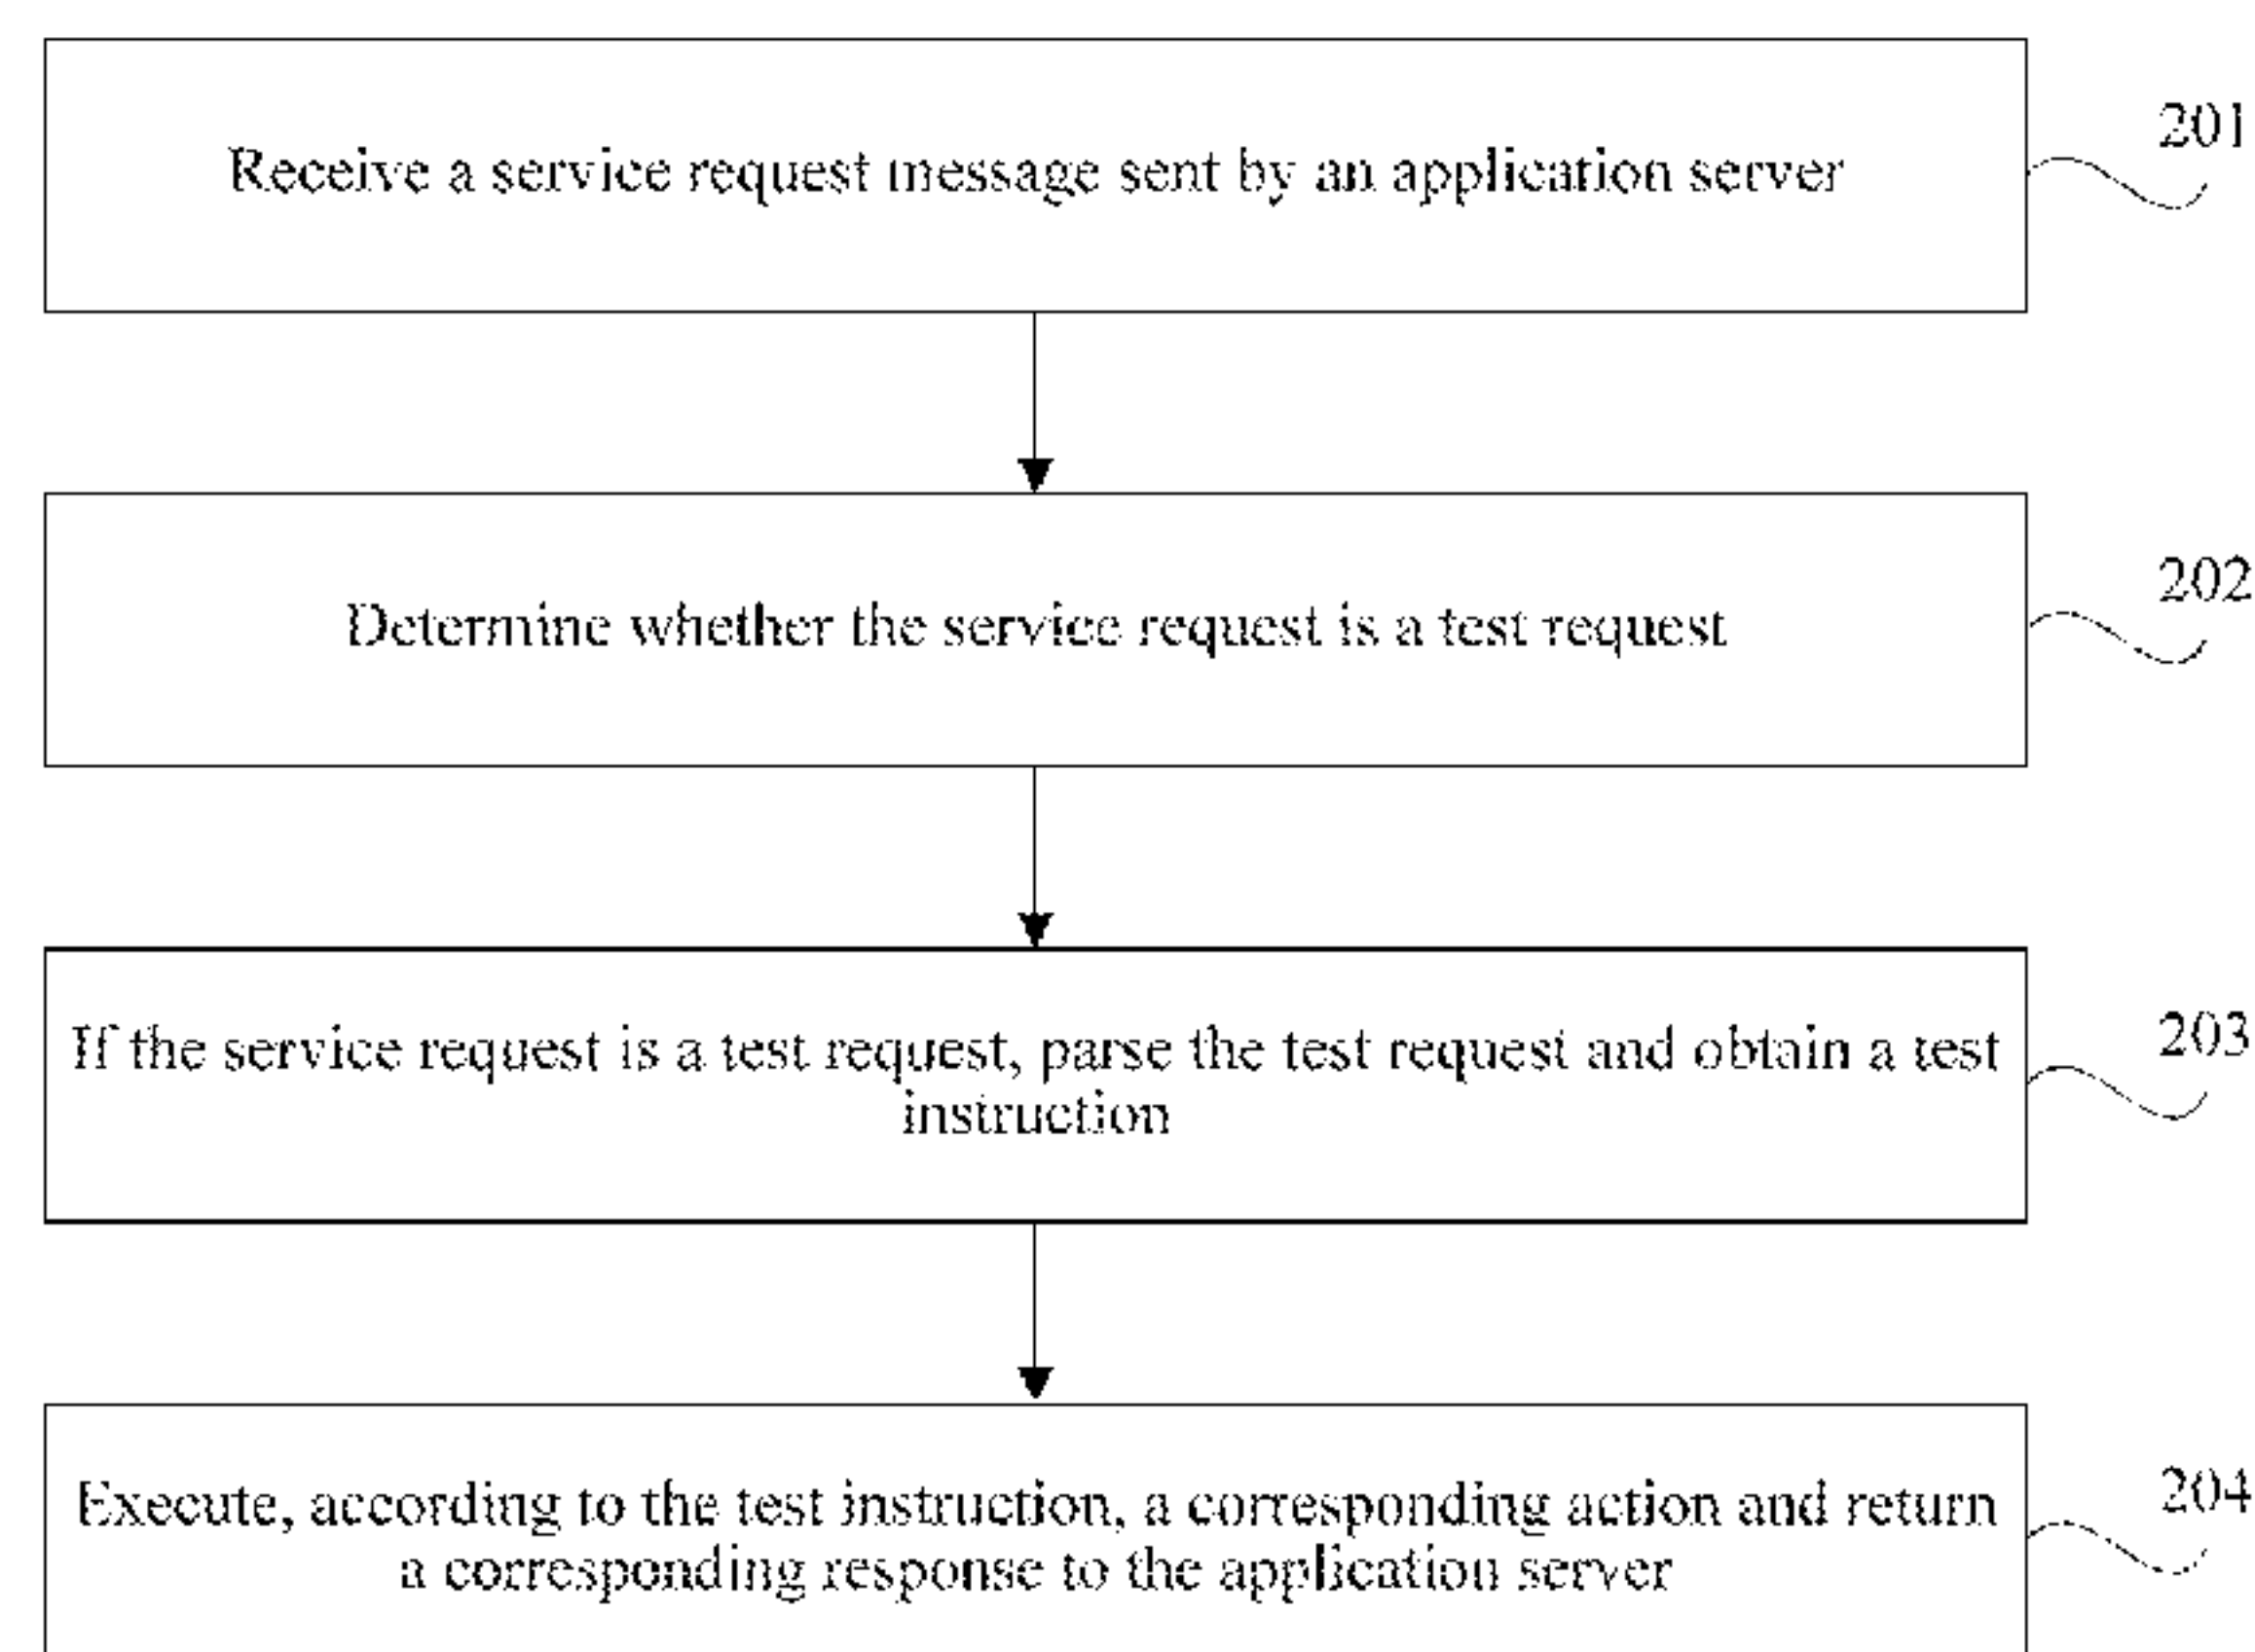 Receive a service request message sent by an application server
201
Determine whether the service request is a test request
202
If the service request is a test request, parse the test request and obtain a test
instruction
203
Execute, according to the test instruction, a corresponding action and return
a corresponding response to the application server
204